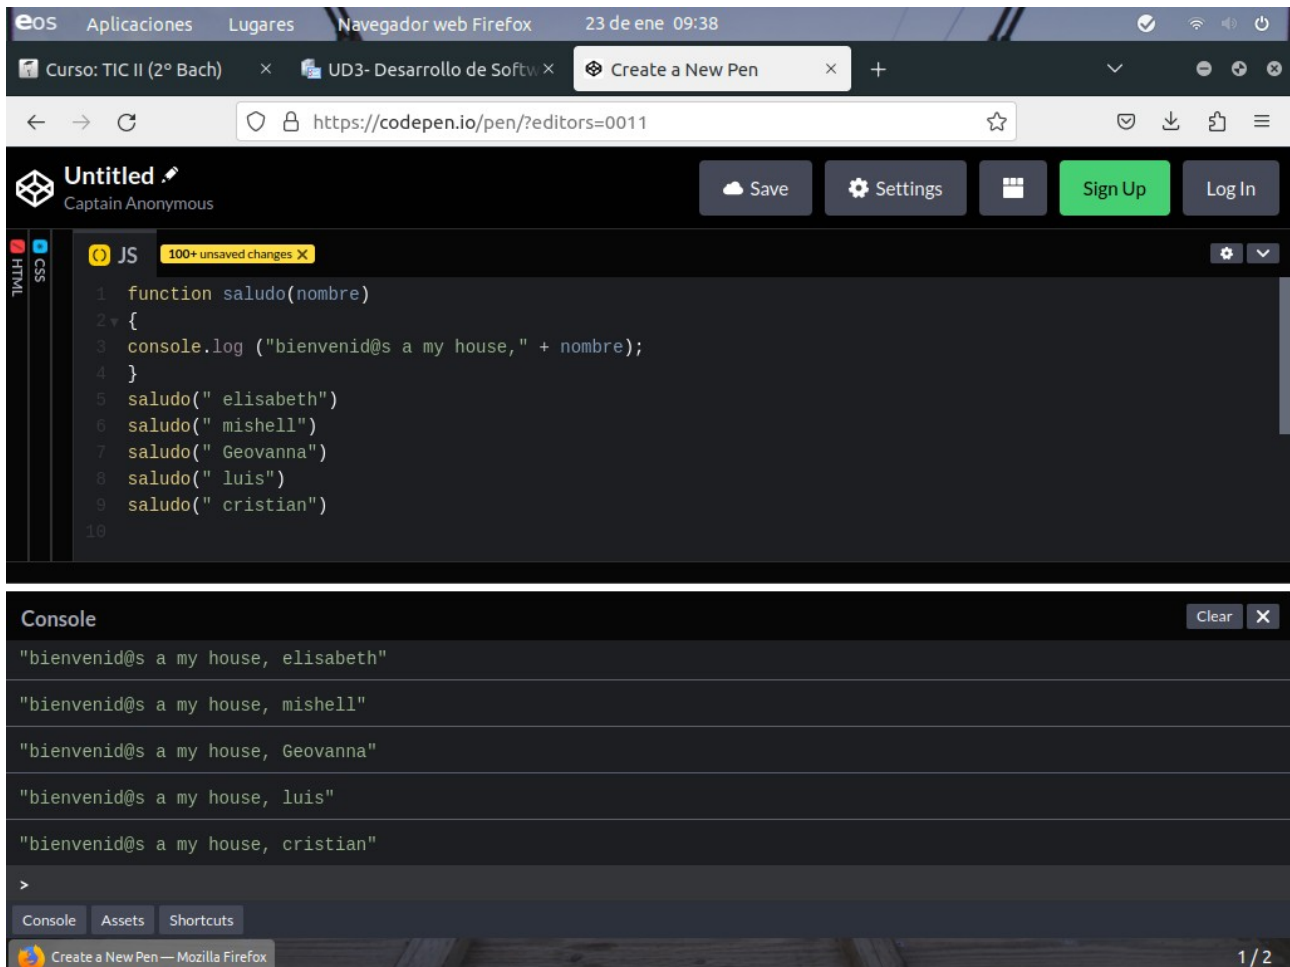 eos Aplicaciones Lugares Navegador web Firefox 23 de ene 09:38
Curso: TIC II (2º Bach) × UD3- Desarrollo de Softw × Create a New Pen × +
https://codepen.io/pen/?editors=0011
Untitled
Captain Anonymous
Save Settings Sign Up Log In
HTML
CSS
JS 100+ unsaved changes X
1 function saludo(nombre)
2 {
3 console.log ("bienvenid@s a my house," + nombre);
4 }
5 saludo(" elisabeth")
6 saludo(" mishell")
7 saludo(" Geovanna")
8 saludo(" luis")
9 saludo(" cristian")
10
Console Clear X
"bienvenid@s a my house, elisabeth"
"bienvenid@s a my house, mishell"
"bienvenid@s a my house, Geovanna"
"bienvenid@s a my house, luis"
"bienvenid@s a my house, cristian"
>
Console Assets Shortcuts
Create a New Pen — Mozilla Firefox 1 / 2